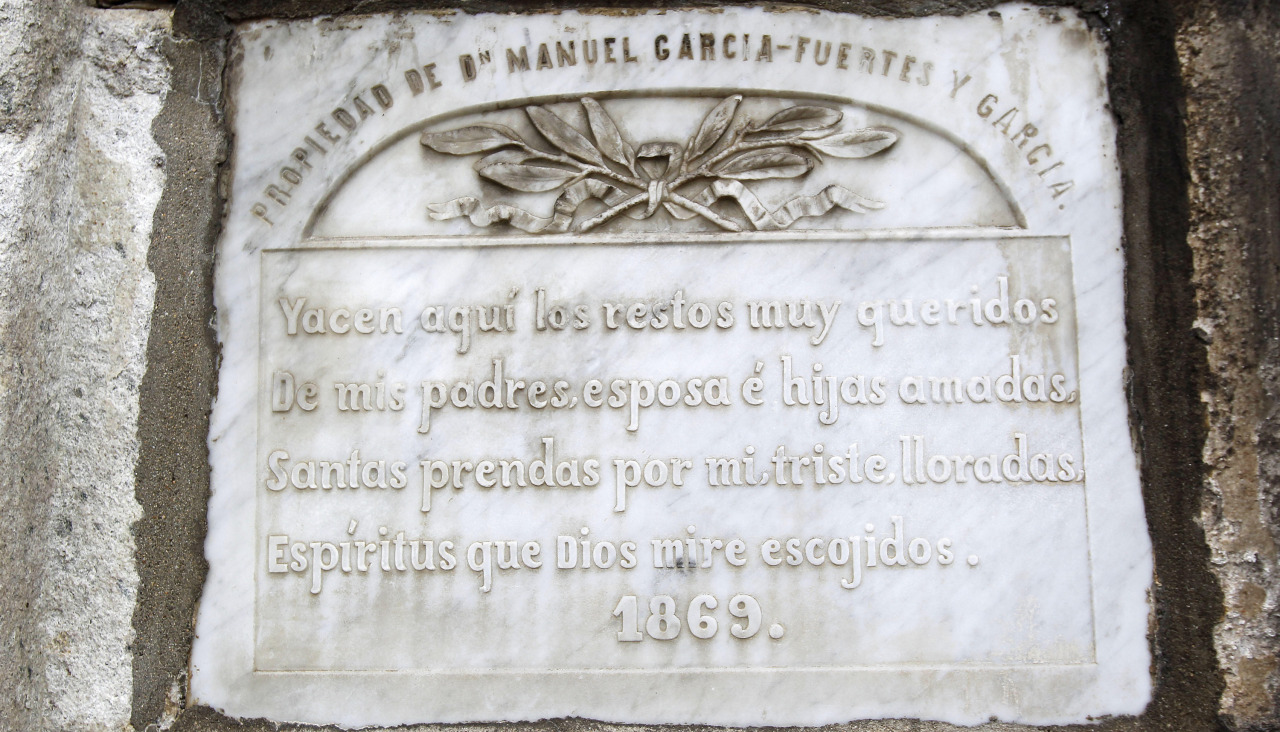 PROPIEDAD DE Dⁿ MANUEL GARCIA-FUERTES Y GARCÍA.
Yacen aquí los restos muy queridos
De mis padres, esposa é hijas amadas,
Santas prendas por mi, triste, lloradas,
Espíritus que Dios mire escojidos.
1869.